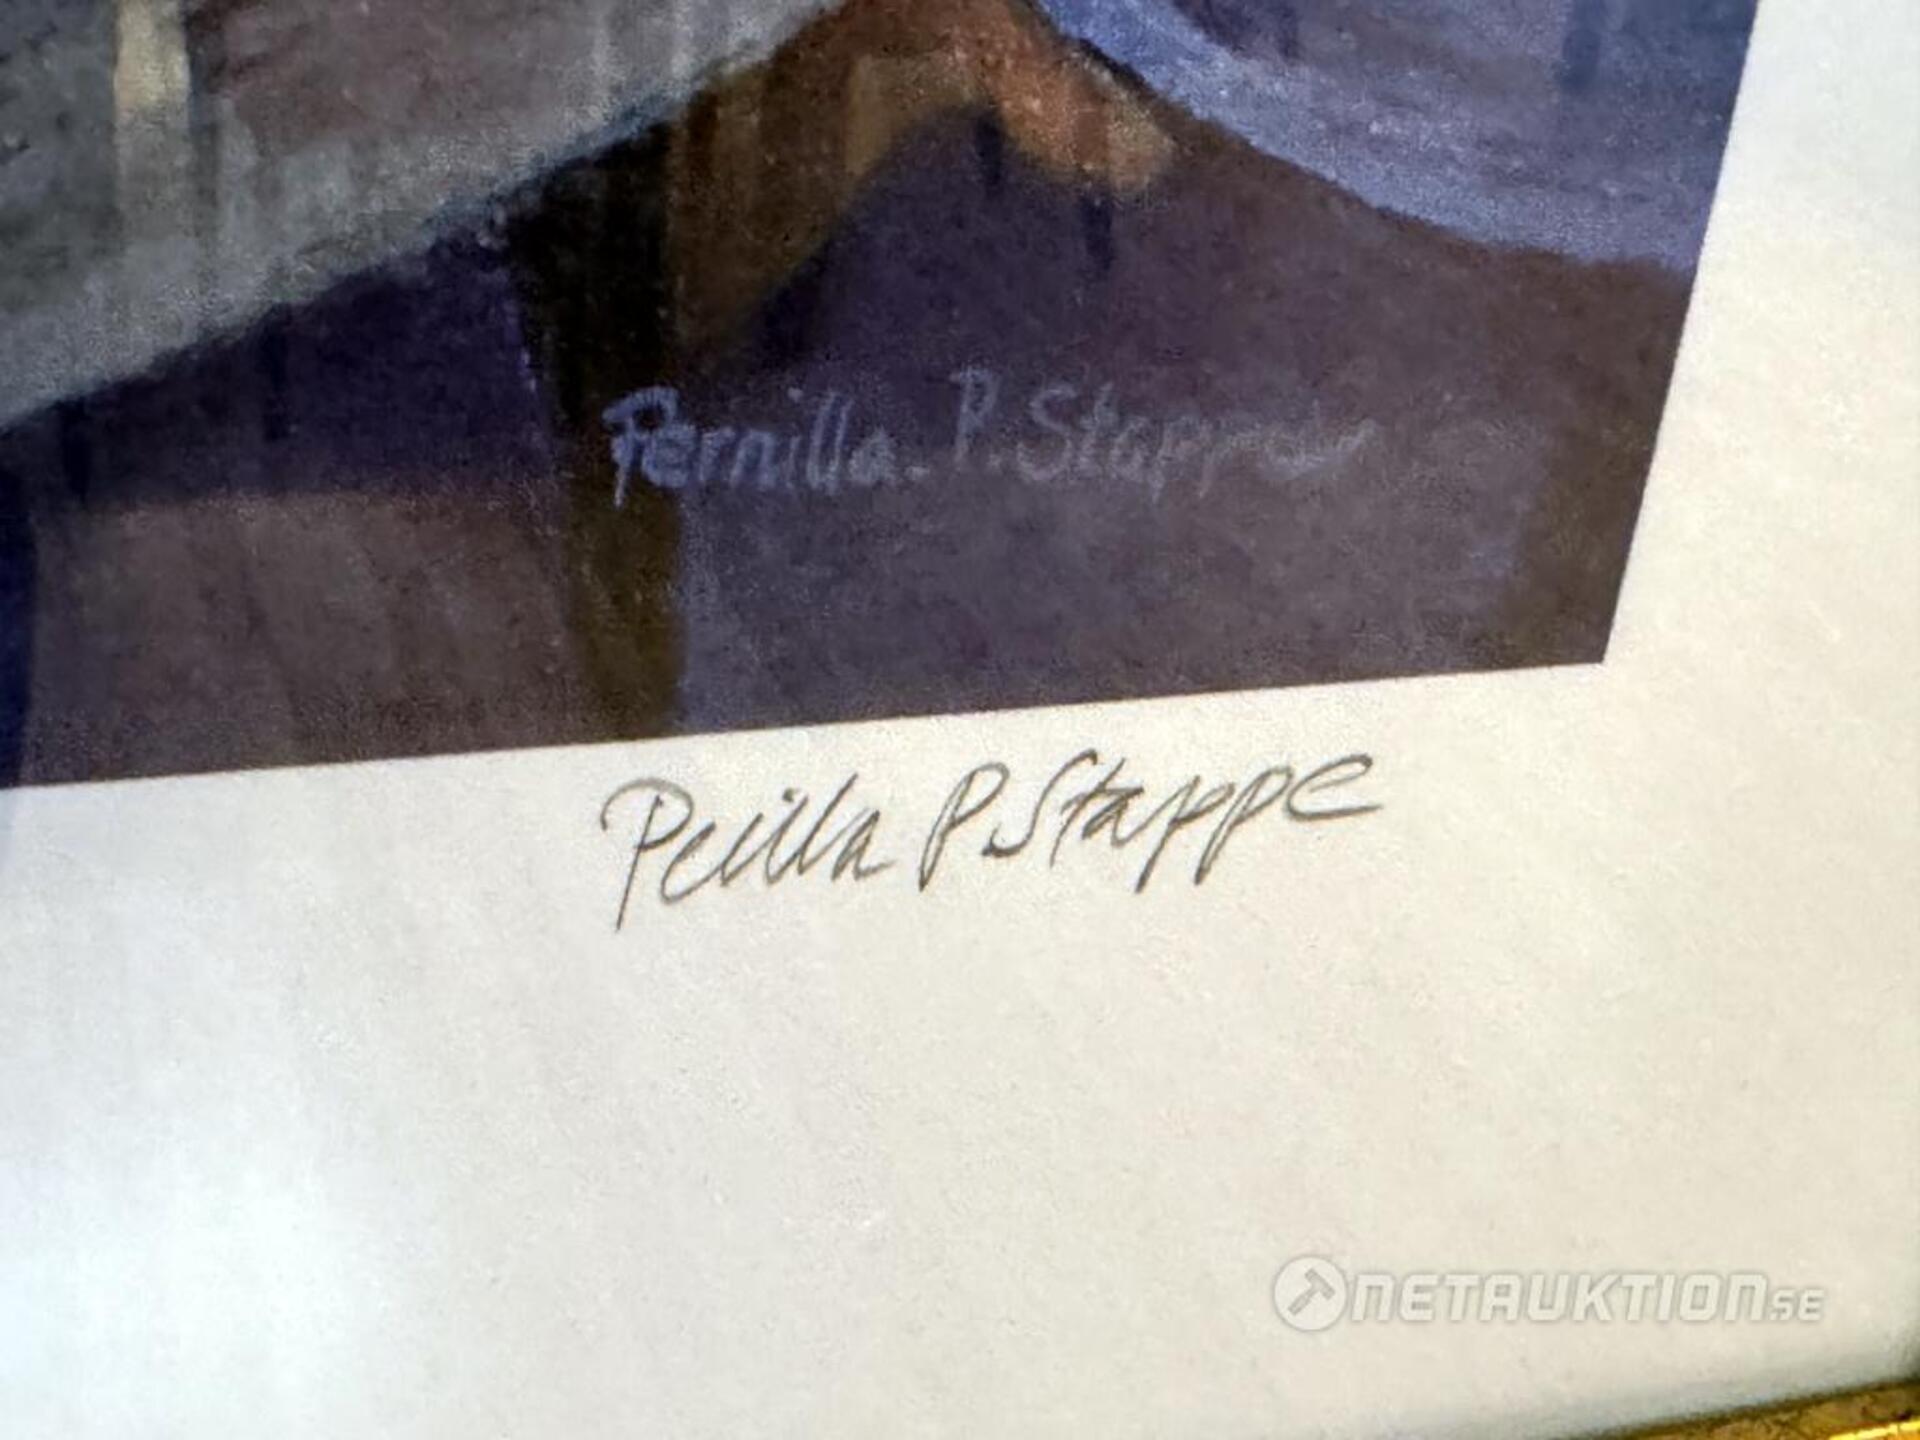 Pernilla. P. Stappe
Peilla P. Stappe
NETAUKTION.SE